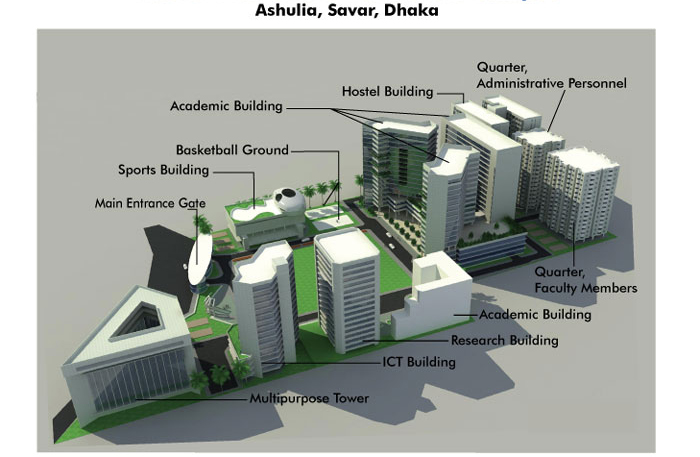 Ashulia, Savar, Dhaka
Quarter,
Administrative Personnel
Hostel Building
Academic Building
Basketball Ground
Sports Building
Main Entrance Gate
Quarter,
Faculty Members
Academic Building
Research Building
ICT Building
Multipurpose Tower